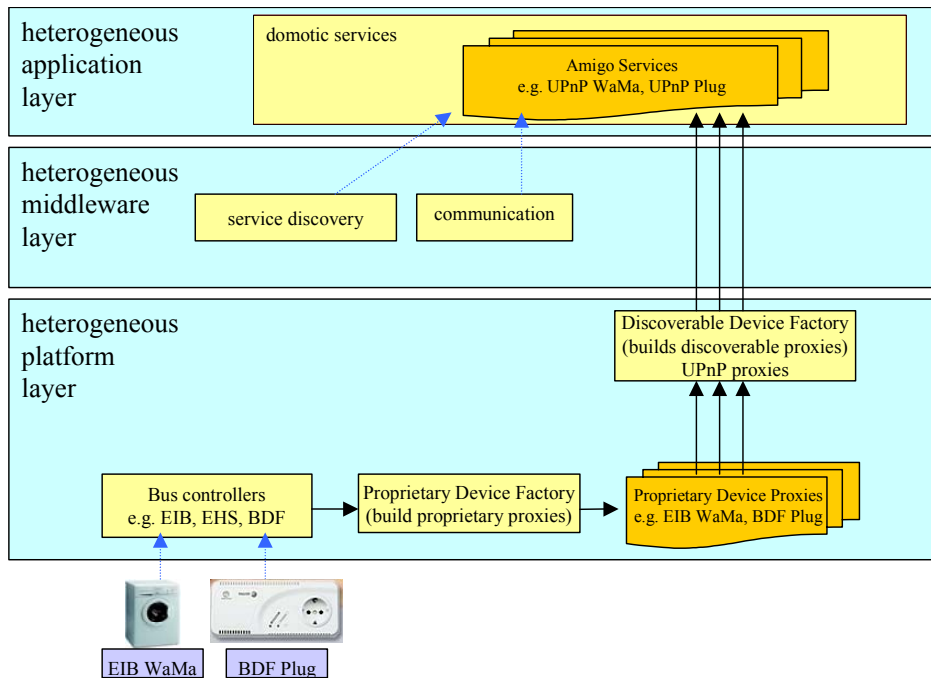 heterogeneous
application
layer
domotic services
Amigo Services
e.g. UPnP WaMa, UPnP Plug
heterogeneous
middleware
layer
service discovery
communication
heterogeneous
platform
layer
Discoverable Device Factory
(builds discoverable proxies)
UPnP proxies
Bus controllers
e.g. EIB, EHS, BDF
Proprietary Device Factory
(build proprietary proxies)
Proprietary Device Proxies
e.g. EIB WaMa, BDF Plug
EIB WaMa
BDF Plug